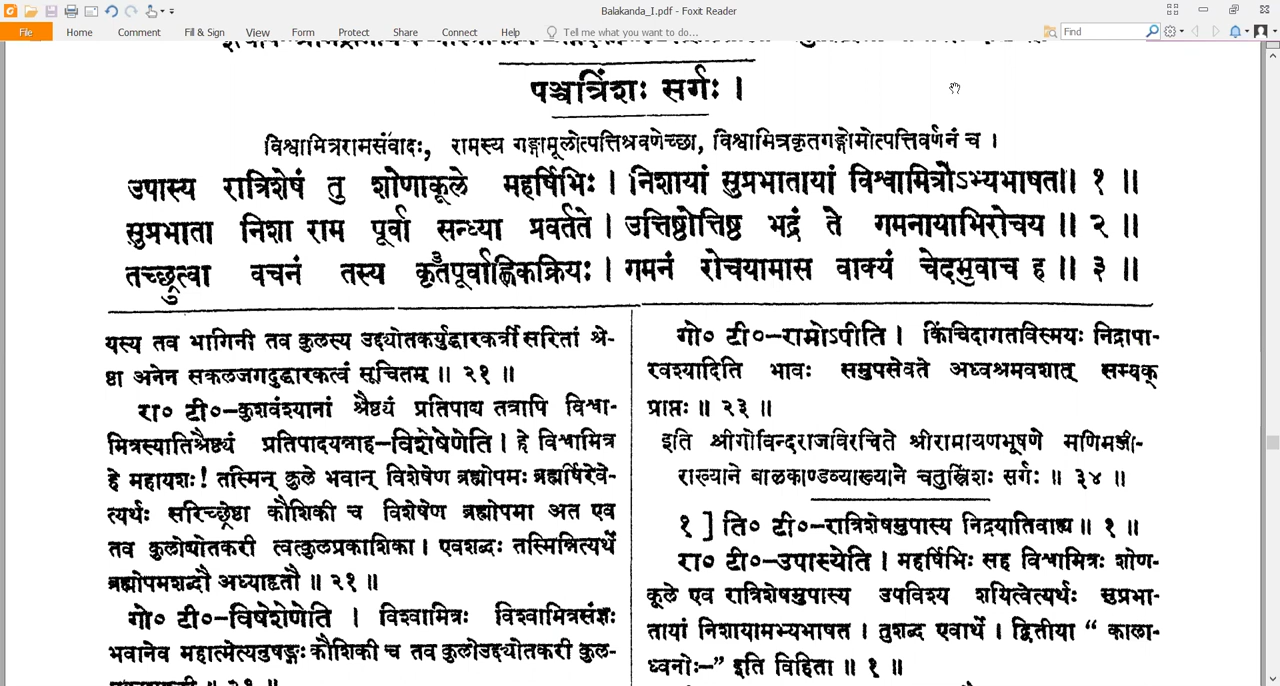 Balakanda_I.pdf - Foxit Reader
File Home Comment Fill & Sign View Form Protect Share Connect Help Tell me what you want to do... Find
पञ्चत्रिंशः सर्गः ।
विश्वामित्ररामसंवादः, रामस्य गङ्गामूलोत्पत्तिश्रवणेच्छा, विश्वामित्रकृतगङ्गोमोत्पत्तिवर्णनं च ।
उपास्य रात्रिशेषं तु शोणाकूले महर्षिभिः । निशायां सुप्रभातायां विश्वामित्रोऽभ्यभाषत ॥ १ ॥
सुप्रभाता निशा राम पूर्वा सन्ध्या प्रवर्तते । उत्तिष्ठोत्तिष्ठ भद्रं ते गमनायाभिरोचय ॥ २ ॥
तच्छ्रुत्वा वचनं तस्य कृतपूर्वाह्णिकक्रियः । गमनं रोचयामास वाक्यं चेदमुवाच ह ॥ ३ ॥
यस्य तव भागिनी तव कुलस्य उद्द्योतकर्युद्धारकर्त्री सरितां श्रे-
ष्ठा अनेन सकलजगदुद्धारकत्वं सूचितम् ॥ २१ ॥
रा० टी०-कुशवंश्यानां श्रैष्ठ्यं प्रतिपाद्य तत्रापि विश्वा-
मित्रस्यातिश्रैष्ठ्यं प्रतिपादयन्नाह-विशेषेणेति । हे विश्वामित्र
हे महायशः! तस्मिन् कुले भवान् विशेषेण ब्रह्मोपमः ब्रह्मर्षिरेवे-
त्यर्थः सरिच्छ्रेष्ठा कौशिकी च विशेषेण ब्रह्मोपमा अत एव
तव कुलोद्योतकरी त्वत्कुलप्रकाशिका । एवशब्दः तस्मिन्नित्यर्थे
ब्रह्मोपमशब्दौ अध्याहृतौ ॥ २१ ॥
गो० टी०-विषेशेणेति । विश्वामित्रः विश्वामित्रसंज्ञः
भवानेव महात्मेत्यनुषङ्गः कौशिकी च तव कुलोउद्द्योतकरी कुल-
गो० टी०-रामोऽपीति । किंचिदागतविस्मयः निद्रापा-
रवश्यादिति भावः समुपसेवते अध्वश्रमवशात् सम्यक्
प्राप्तः ॥ २३ ॥
इति श्रीगोविन्दराजविरचिते श्रीरामायणभूषणे मणिमञ्जी-
राख्याने बालकाण्डव्याख्याने चतुस्त्रिंशः सर्गः ॥ ३४ ॥
१ ] ति० टी०-रात्रिशेषमुपास्य निद्रयातिवाह्य ॥ १ ॥
रा० टी०-उपास्येति । महर्षिभिः सह विश्वामित्रः शोण-
कूले एव रात्रिशेषमुपास्य उपविश्य शयित्वेत्यर्थः सुप्रभा-
तायां निशायामभ्यभाषत । तुशब्द एवार्थे । द्वितीया “ काला-
ध्वनोः-” इति विहिता ॥ १ ॥